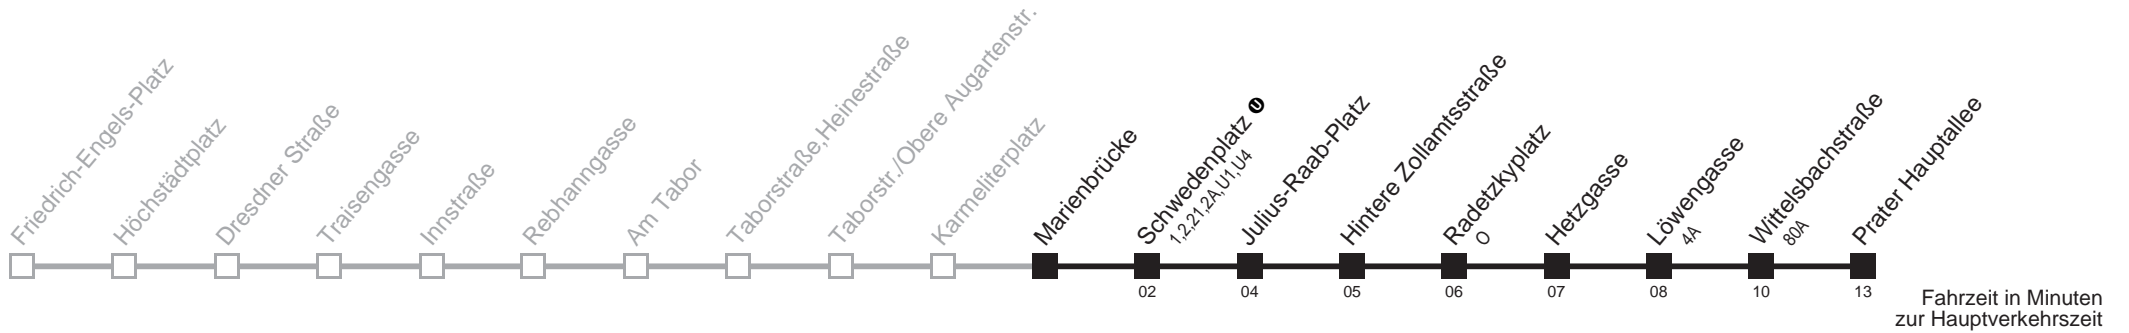 Friedrich-Engels-Platz
Höchstädtplatz
Dresdner Straße
Traisengasse
Innstraße
Rebhanngasse
Am Tabor
Taborstraße,Heinestraße
Taborstr./Obere Augartenstr.
Karmeliterplatz
Marienbrücke
Schwedenplatz U
1,2,21,2A,U1,U4
Julius-Raab-Platz
Hintere Zollamtsstraße
Radetzkyplatz
O
Hetzgasse
Löwengasse
4A
Wittelsbachstraße
80A
Prater Hauptallee
02 04 05 06 07 08 10 13
Fahrzeit in Minuten
zur Hauptverkehrszeit